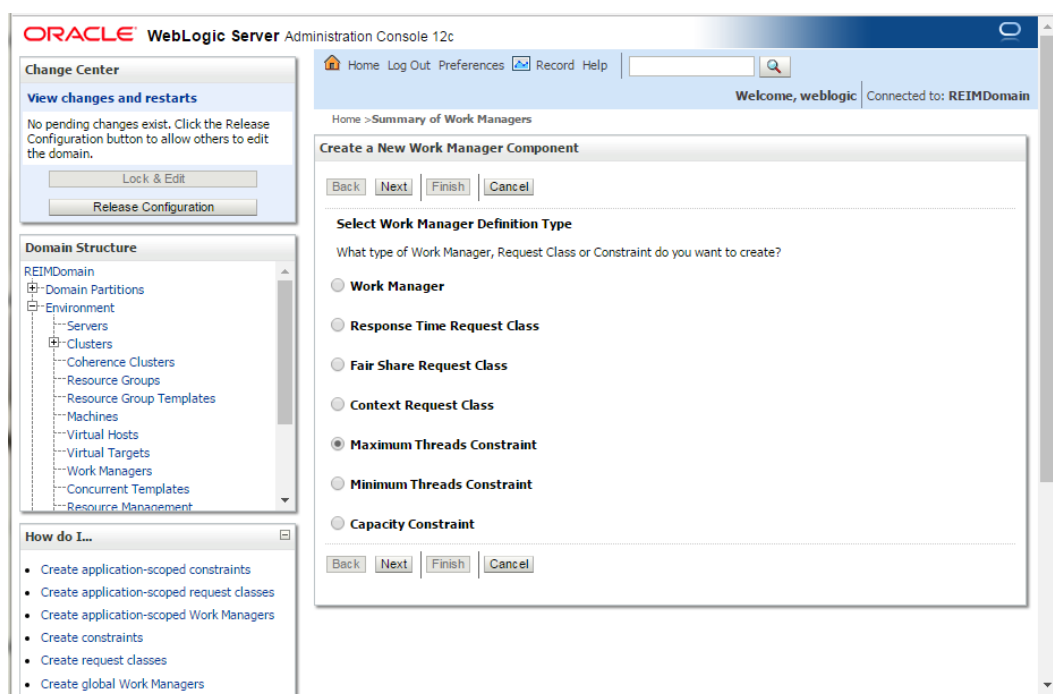 ORACLE WebLogic Server Administration Console 12c
Change Center
View changes and restarts
No pending changes exist. Click the Release
Configuration button to allow others to edit
the domain.
Lock & Edit
Release Configuration
Domain Structure
REIMDomain
Domain Partitions
Environment
Servers
Clusters
Coherence Clusters
Resource Groups
Resource Group Templates
Machines
Virtual Hosts
Virtual Targets
Work Managers
Concurrent Templates
Resource Management
How do I...
Create application-scoped constraints
Create application-scoped request classes
Create application-scoped Work Managers
Create constraints
Create request classes
Create global Work Managers
Home Log Out Preferences Record Help
Welcome, weblogic Connected to: REIMDomain
Home >Summary of Work Managers
Create a New Work Manager Component
Back Next Finish Cancel
Select Work Manager Definition Type
What type of Work Manager, Request Class or Constraint do you want to create?
Work Manager
Response Time Request Class
Fair Share Request Class
Context Request Class
Maximum Threads Constraint
Minimum Threads Constraint
Capacity Constraint
Back Next Finish Cancel